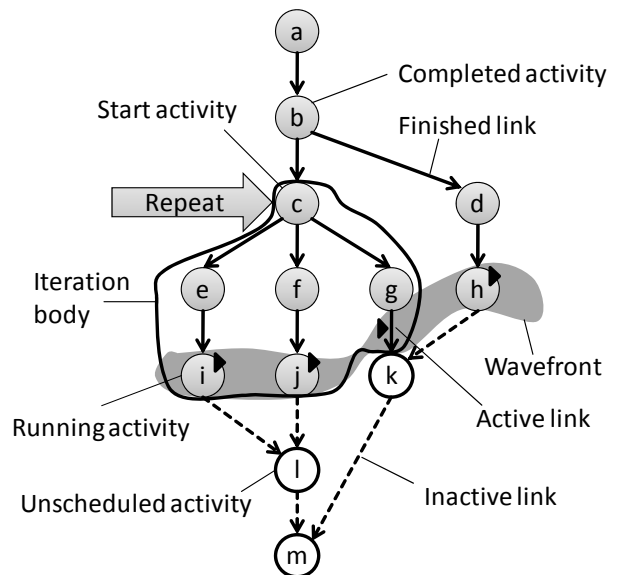 a
Completed activity
Start activity
b
Finished link
Repeat
c
d
Iteration
body
e
f
g
h
Wavefront
i
j
k
Running activity
Active link
l
Unscheduled activity
Inactive link
m